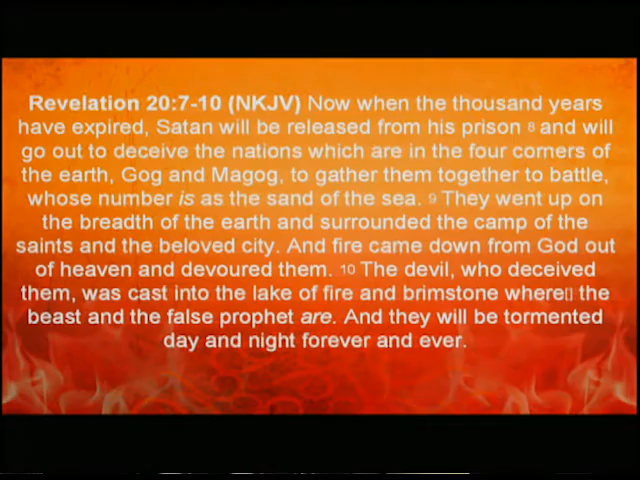 Revelation 20:7-10 (NKJV) Now when the thousand years
have expired, Satan will be released from his prison 8 and will
go out to deceive the nations which are in the four corners of
the earth, Gog and Magog, to gather them together to battle,
whose number is as the sand of the sea. 9 They went up on
the breadth of the earth and surrounded the camp of the
saints and the beloved city. And fire came down from God out
of heaven and devoured them. 10 The devil, who deceived
them, was cast into the lake of fire and brimstone where▯ the
beast and the false prophet are. And they will be tormented
day and night forever and ever.